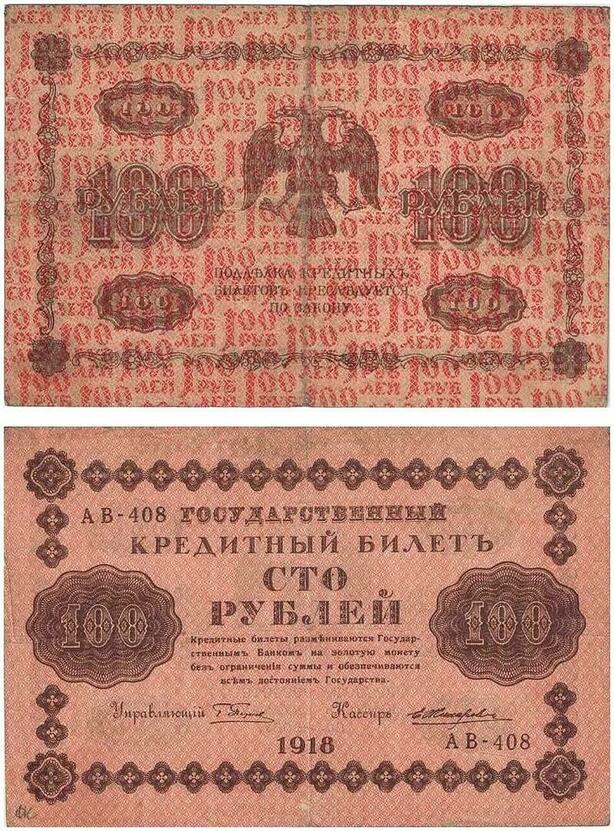 100
100
РУБЛЕЙ
100
РУБЛЕЙ
100
ПОДДѢЛКА КРЕДИТНЫХЪ
БИЛЕТОВЪ ПРЕСЛѢДУЕТСЯ
ПО ЗАКОНУ
100
100
АВ-408 ГОСУДАРСТВЕННЫЙ
КРЕДИТНЫЙ БИЛЕТЪ
СТО
РУБЛЕЙ
100
100
Кредитные билеты размѣниваются Государ-
ственнымъ Банкомъ на золотую монету
безъ ограниченія суммы и обезпечиваются
всѣмъ достояніемъ Государства.
Управляющій
Кассиръ
1918
АВ-408